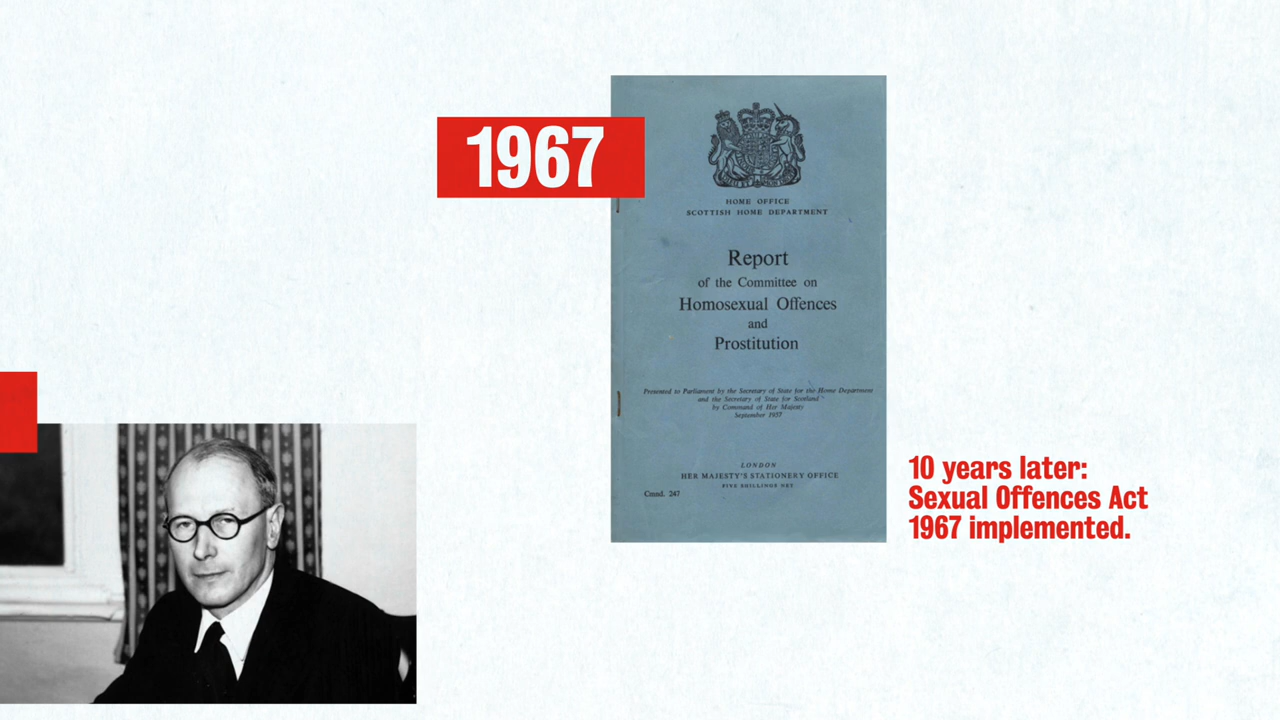 1967
HOME OFFICE
SCOTTISH HOME DEPARTMENT
Report
of the Committee on
Homosexual Offences
and
Prostitution
Presented to Parliament by the Secretary of State for the Home Department
and the Secretary of State for Scotland
by Command of Her Majesty
September 1957
LONDON
HER MAJESTY'S STATIONERY OFFICE
FIVE SHILLINGS NET
Cmnd. 247
10 years later:
Sexual Offences Act
1967 implemented.